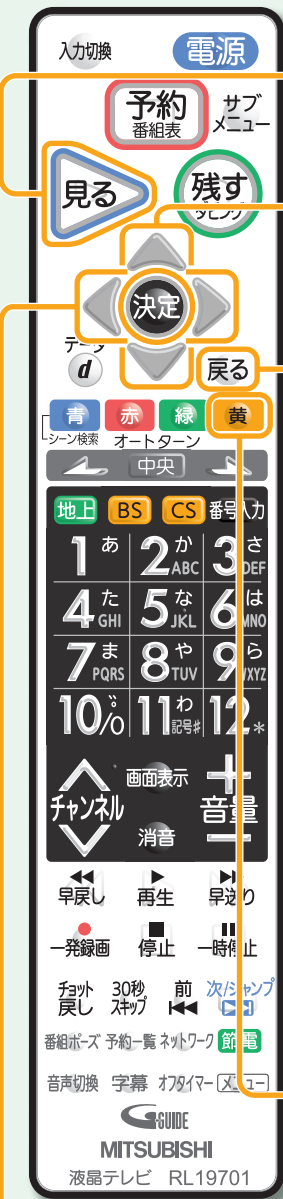 入力切換 電源
予約 サブ
番組表 メニュー
見る 残す
ダビング
決定
データ
d 戻る
青 赤 緑 黄
シーン検索 オートターン
中央
地上 BS CS 番号入力
1 あ 2 か ABC 3 さ DEF
4 た GHI 5 な JKL 6 は MNO
7 ま PQRS 8 や TUV 9 ら WXYZ
10/0 11 わ 記号# 12 *
画面表示 +
チャンネル 音量
消音 −
早戻し 再生 早送り
一発録画 停止 一時停止
チョット 30秒 前 次/ジャンプ
戻し スキップ
番組ポーズ 予約一覧 ネットワーク 節電
音声切換 字幕 オフタイマー メニュー
G-GUIDE
MITSUBISHI
液晶テレビ RL19701